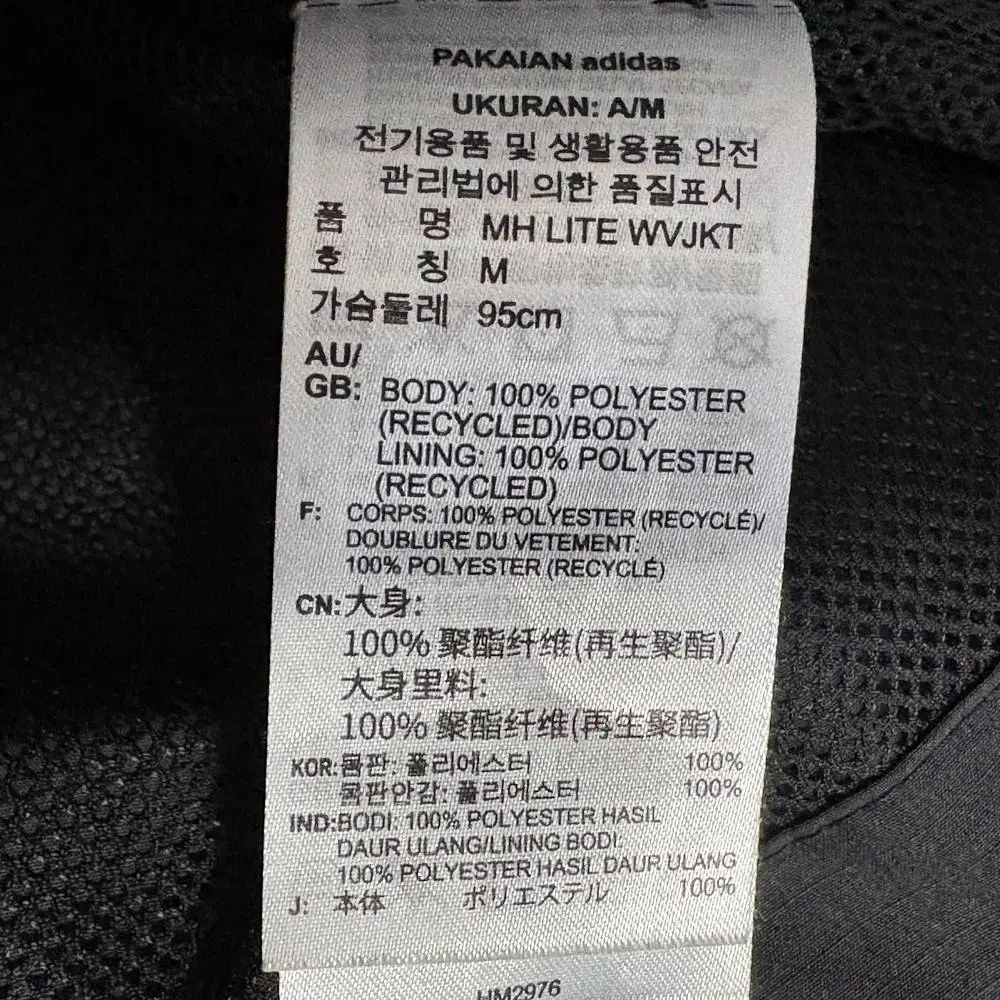 PAKAIAN adidas
UKURAN: A/M
전기용품 및 생활용품 안전
관리법에 의한 품질표시
품 명 MH LITE WVJKT
호 칭 M
가슴둘레 95cm
AU/
GB: BODY: 100% POLYESTER
(RECYCLED)/BODY
LINING: 100% POLYESTER
(RECYCLED)
F: CORPS: 100% POLYESTER (RECYCLÉ)/
DOUBLURE DU VETEMENT:
100% POLYESTER (RECYCLÉ)
CN: 大身:
100% 聚酯纤维(再生聚酯)/
大身里料:
100% 聚酯纤维(再生聚酯)
KOR: 몸판: 폴리에스터 100%
몸판안감: 폴리에스터 100%
IND: BODI: 100% POLYESTER HASIL
DAUR ULANG/LINING BODI:
100% POLYESTER HASIL DAUR ULANG
J: 本体 ポリエステル 100%
HM2976